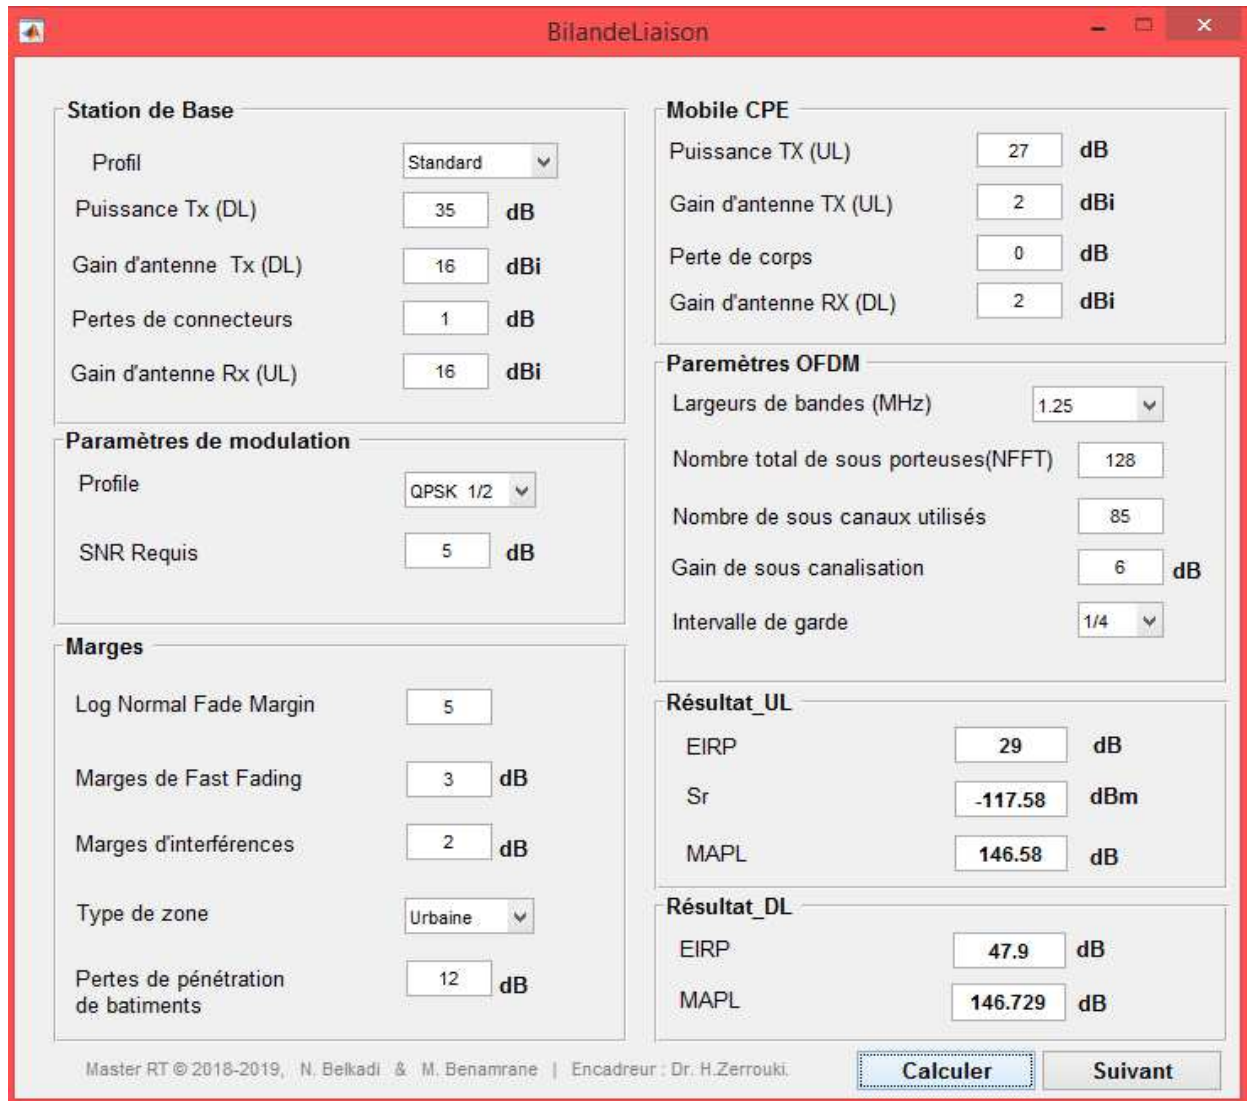 BilandeLiaison
Station de Base
Profil Standard
Puissance Tx (DL) 35 dB
Gain d'antenne Tx (DL) 16 dBi
Pertes de connecteurs 1 dB
Gain d'antenne Rx (UL) 16 dBi
Paramètres de modulation
Profile QPSK 1/2
SNR Requis 5 dB
Marges
Log Normal Fade Margin 5
Marges de Fast Fading 3 dB
Marges d'interférences 2 dB
Type de zone Urbaine
Pertes de pénétration
de batiments 12 dB
Mobile CPE
Puissance TX (UL) 27 dB
Gain d'antenne TX (UL) 2 dBi
Perte de corps 0 dB
Gain d'antenne RX (DL) 2 dBi
Paremètres OFDM
Largeurs de bandes (MHz) 1.25
Nombre total de sous porteuses(NFFT) 128
Nombre de sous canaux utilisés 85
Gain de sous canalisation 6 dB
Intervalle de garde 1/4
Résultat_UL
EIRP 29 dB
Sr -117.58 dBm
MAPL 146.58 dB
Résultat_DL
EIRP 47.9 dB
MAPL 146.729 dB
Master RT © 2018-2019, N. Belkadi & M. Benamrane | Encadreur : Dr. H.Zerrouki.
Calculer Suivant